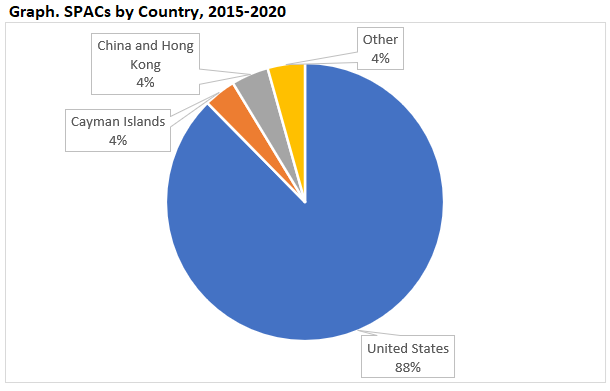 Graph. SPACs by Country, 2015-2020
China and Hong
Kong
4%
Other
4%
Cayman Islands
4%
United States
88%